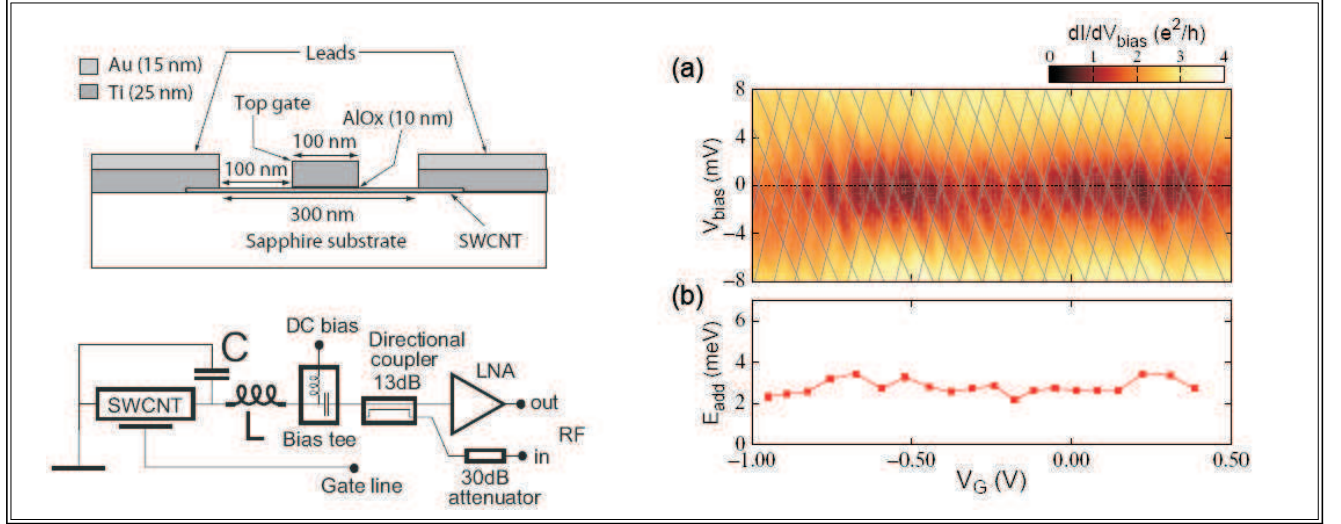 Au (15 nm)
Ti (25 nm)
Leads
Top gate
AlOx (10 nm)
100 nm
100 nm
300 nm
Sapphire substrate
SWCNT
C
SWCNT
L
DC bias
Bias tee
Directional
coupler
13dB
LNA
out
RF
in
30dB
attenuator
Gate line
dI/dV_bias (e²/h)
0 1 2 3 4
(a)
8
4
0
−4
−8
V_bias (mV)
(b)
6
4
2
0
E_add (meV)
−1.00 −0.50 0.00 0.50
V_G (V)